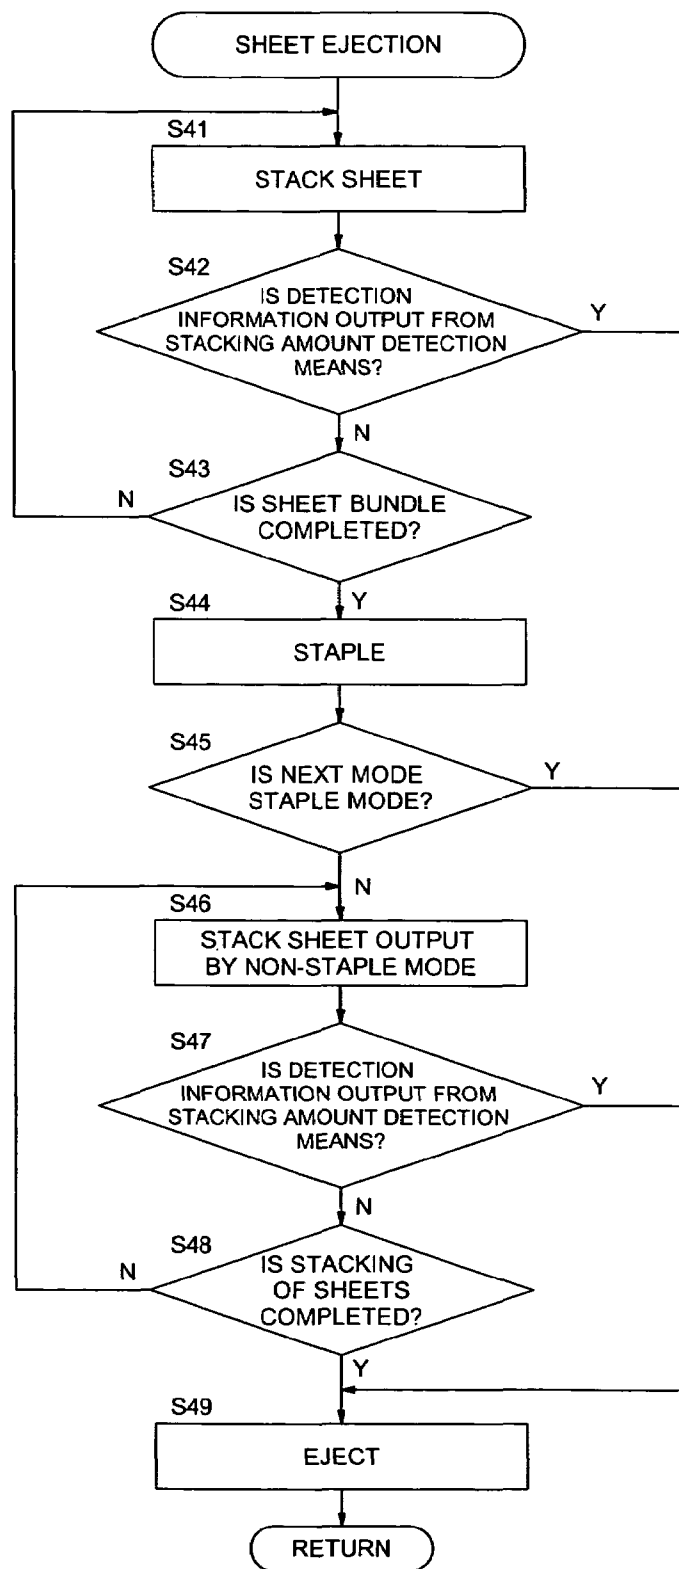 SHEET EJECTION
S41
STACK SHEET
S42
IS DETECTION
INFORMATION OUTPUT FROM
STACKING AMOUNT DETECTION
MEANS?
Y
N
S43
IS SHEET BUNDLE
COMPLETED?
N
Y
S44
STAPLE
S45
IS NEXT MODE
STAPLE MODE?
Y
N
S46
STACK SHEET OUTPUT
BY NON-STAPLE MODE
S47
IS DETECTION
INFORMATION OUTPUT FROM
STACKING AMOUNT DETECTION
MEANS?
Y
N
S48
IS STACKING
OF SHEETS
COMPLETED?
N
Y
S49
EJECT
RETURN